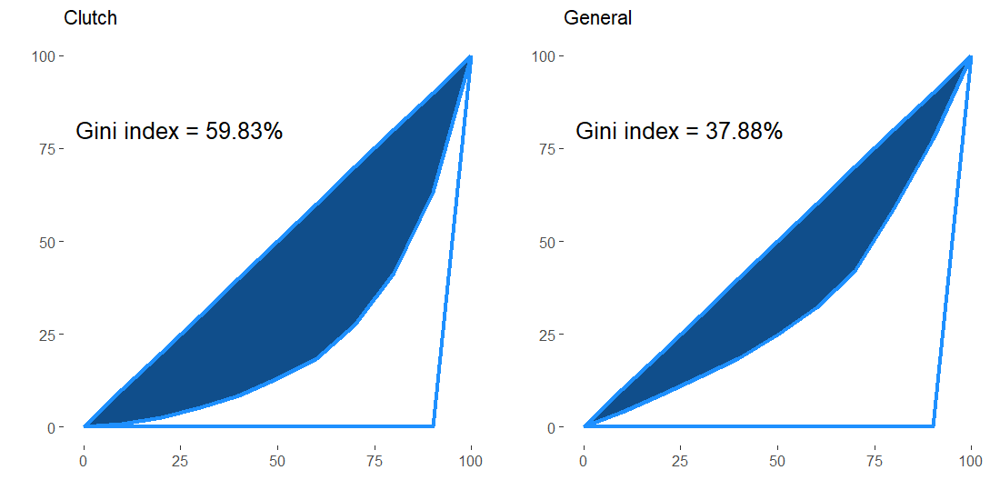 Clutch
100
75
50
25
0
Gini index = 59.83%
0 25 50 75 100
General
100
75
50
25
0
Gini index = 37.88%
0 25 50 75 100